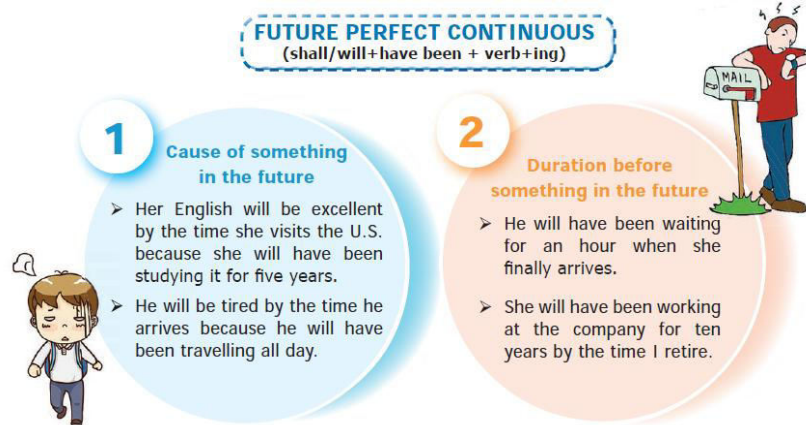 FUTURE PERFECT CONTINUOUS
(shall/will+have been + verb+ing)
MAIL
1
Cause of something
in the future
➢ Her English will be excellent
by the time she visits the U.S.
because she will have been
studying it for five years.
➢ He will be tired by the time he
arrives because he will have
been travelling all day.
2
Duration before
something in the future
➢ He will have been waiting
for an hour when she
finally arrives.
➢ She will have been working
at the company for ten
years by the time I retire.